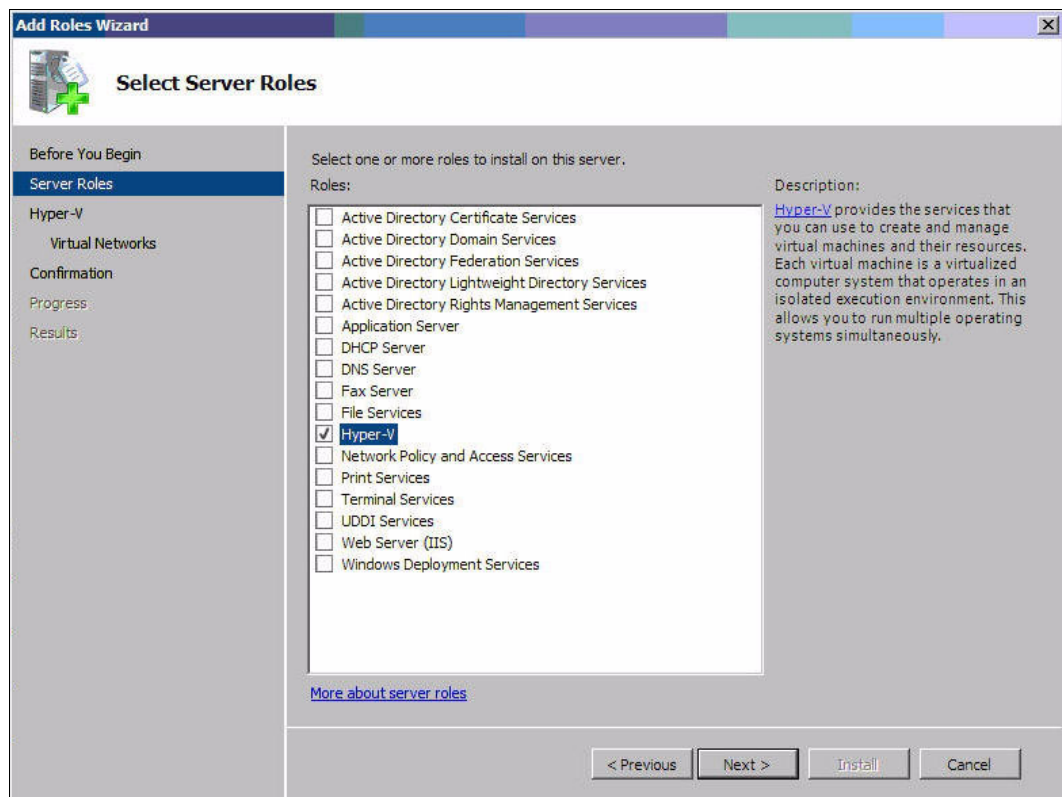 Add Roles Wizard
Select Server Roles
Before You Begin
Server Roles
Hyper-V
Virtual Networks
Confirmation
Progress
Results
Select one or more roles to install on this server.
Roles:
Active Directory Certificate Services
Active Directory Domain Services
Active Directory Federation Services
Active Directory Lightweight Directory Services
Active Directory Rights Management Services
Application Server
DHCP Server
DNS Server
Fax Server
File Services
Hyper-V
Network Policy and Access Services
Print Services
Terminal Services
UDDI Services
Web Server (IIS)
Windows Deployment Services
More about server roles
Description:
Hyper-V provides the services that
you can use to create and manage
virtual machines and their resources.
Each virtual machine is a virtualized
computer system that operates in an
isolated execution environment. This
allows you to run multiple operating
systems simultaneously.
< Previous
Next >
Install
Cancel